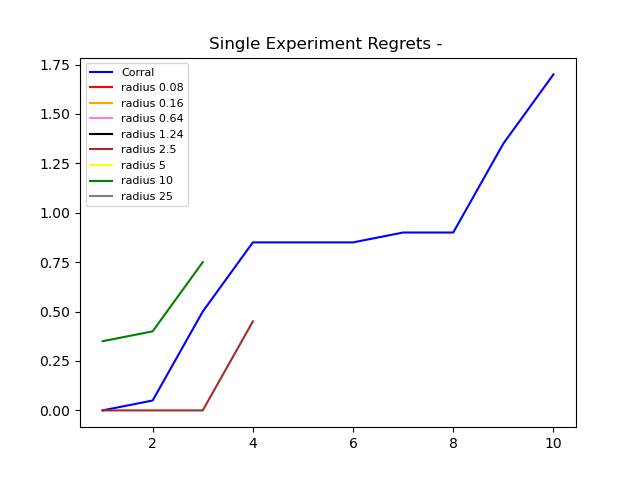 Single Experiment Regrets -
1.75
1.50
1.25
1.00
0.75
0.50
0.25
0.00
Corral
radius 0.08
radius 0.16
radius 0.64
radius 1.24
radius 2.5
radius 5
radius 10
radius 25
2 4 6 8 10